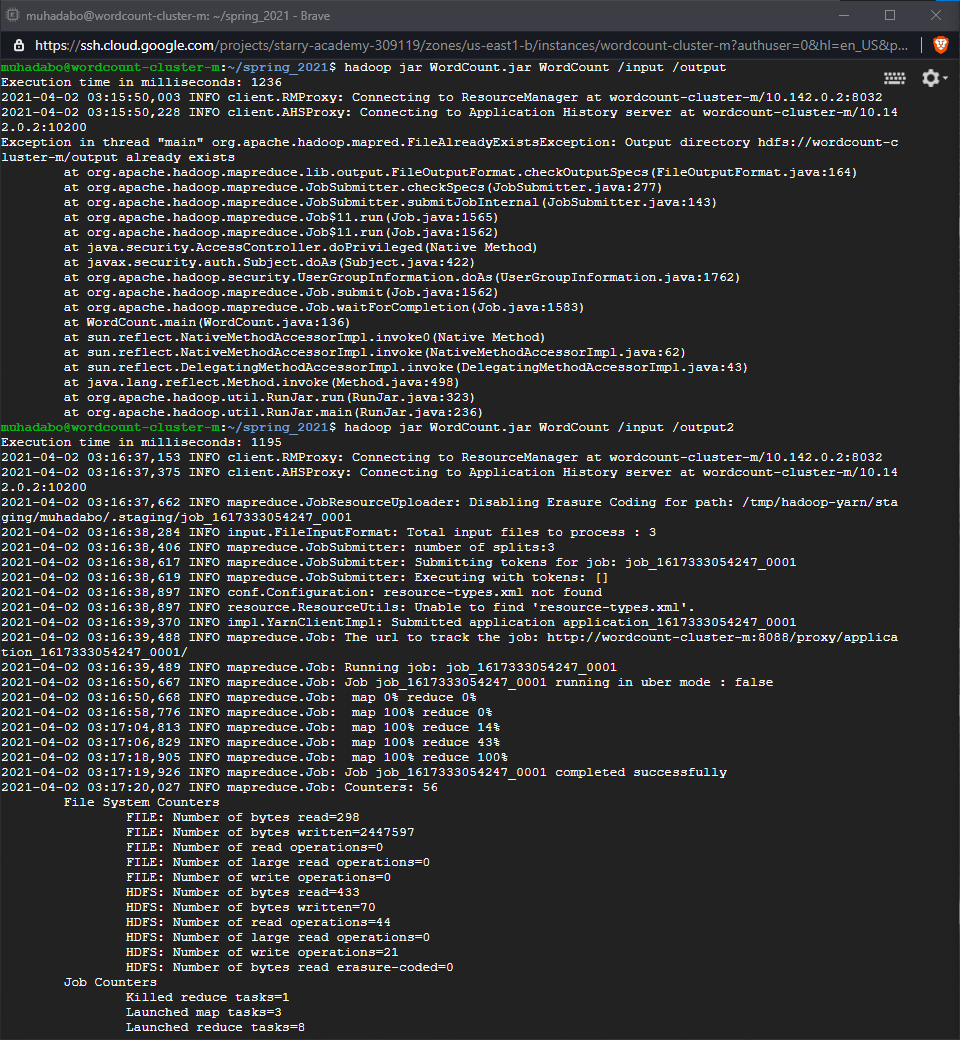 muhadabo@wordcount-cluster-m: ~/spring_2021 - Brave
https://ssh.cloud.google.com/projects/starry-academy-309119/zones/us-east1-b/instances/wordcount-cluster-m?authuser=0&hl=en_US&p...
muhadabo@wordcount-cluster-m:~/spring_2021$ hadoop jar WordCount.jar WordCount /input /output
Execution time in milliseconds: 1236
2021-04-02 03:15:50,003 INFO client.RMProxy: Connecting to ResourceManager at wordcount-cluster-m/10.142.0.2:8032
2021-04-02 03:15:50,228 INFO client.AHSProxy: Connecting to Application History server at wordcount-cluster-m/10.14
2.0.2:10200
Exception in thread "main" org.apache.hadoop.mapred.FileAlreadyExistsException: Output directory hdfs://wordcount-c
luster-m/output already exists
        at org.apache.hadoop.mapreduce.lib.output.FileOutputFormat.checkOutputSpecs(FileOutputFormat.java:164)
        at org.apache.hadoop.mapreduce.JobSubmitter.checkSpecs(JobSubmitter.java:277)
        at org.apache.hadoop.mapreduce.JobSubmitter.submitJobInternal(JobSubmitter.java:143)
        at org.apache.hadoop.mapreduce.Job$11.run(Job.java:1565)
        at org.apache.hadoop.mapreduce.Job$11.run(Job.java:1562)
        at java.security.AccessController.doPrivileged(Native Method)
        at javax.security.auth.Subject.doAs(Subject.java:422)
        at org.apache.hadoop.security.UserGroupInformation.doAs(UserGroupInformation.java:1762)
        at org.apache.hadoop.mapreduce.Job.submit(Job.java:1562)
        at org.apache.hadoop.mapreduce.Job.waitForCompletion(Job.java:1583)
        at WordCount.main(WordCount.java:136)
        at sun.reflect.NativeMethodAccessorImpl.invoke0(Native Method)
        at sun.reflect.NativeMethodAccessorImpl.invoke(NativeMethodAccessorImpl.java:62)
        at sun.reflect.DelegatingMethodAccessorImpl.invoke(DelegatingMethodAccessorImpl.java:43)
        at java.lang.reflect.Method.invoke(Method.java:498)
        at org.apache.hadoop.util.RunJar.run(RunJar.java:323)
        at org.apache.hadoop.util.RunJar.main(RunJar.java:236)
muhadabo@wordcount-cluster-m:~/spring_2021$ hadoop jar WordCount.jar WordCount /input /output2
Execution time in milliseconds: 1195
2021-04-02 03:16:37,153 INFO client.RMProxy: Connecting to ResourceManager at wordcount-cluster-m/10.142.0.2:8032
2021-04-02 03:16:37,375 INFO client.AHSProxy: Connecting to Application History server at wordcount-cluster-m/10.14
2.0.2:10200
2021-04-02 03:16:37,662 INFO mapreduce.JobResourceUploader: Disabling Erasure Coding for path: /tmp/hadoop-yarn/sta
ging/muhadabo/.staging/job_1617333054247_0001
2021-04-02 03:16:38,284 INFO input.FileInputFormat: Total input files to process : 3
2021-04-02 03:16:38,406 INFO mapreduce.JobSubmitter: number of splits:3
2021-04-02 03:16:38,617 INFO mapreduce.JobSubmitter: Submitting tokens for job: job_1617333054247_0001
2021-04-02 03:16:38,619 INFO mapreduce.JobSubmitter: Executing with tokens: []
2021-04-02 03:16:38,897 INFO conf.Configuration: resource-types.xml not found
2021-04-02 03:16:38,897 INFO resource.ResourceUtils: Unable to find 'resource-types.xml'.
2021-04-02 03:16:39,370 INFO impl.YarnClientImpl: Submitted application application_1617333054247_0001
2021-04-02 03:16:39,488 INFO mapreduce.Job: The url to track the job: http://wordcount-cluster-m:8088/proxy/applica
tion_1617333054247_0001/
2021-04-02 03:16:39,489 INFO mapreduce.Job: Running job: job_1617333054247_0001
2021-04-02 03:16:50,667 INFO mapreduce.Job: Job job_1617333054247_0001 running in uber mode : false
2021-04-02 03:16:50,668 INFO mapreduce.Job:  map 0% reduce 0%
2021-04-02 03:16:58,776 INFO mapreduce.Job:  map 100% reduce 0%
2021-04-02 03:17:04,813 INFO mapreduce.Job:  map 100% reduce 14%
2021-04-02 03:17:06,829 INFO mapreduce.Job:  map 100% reduce 43%
2021-04-02 03:17:18,905 INFO mapreduce.Job:  map 100% reduce 100%
2021-04-02 03:17:19,926 INFO mapreduce.Job: Job job_1617333054247_0001 completed successfully
2021-04-02 03:17:20,027 INFO mapreduce.Job: Counters: 56
        File System Counters
                FILE: Number of bytes read=298
                FILE: Number of bytes written=2447597
                FILE: Number of read operations=0
                FILE: Number of large read operations=0
                FILE: Number of write operations=0
                HDFS: Number of bytes read=433
                HDFS: Number of bytes written=70
                HDFS: Number of read operations=44
                HDFS: Number of large read operations=0
                HDFS: Number of write operations=21
                HDFS: Number of bytes read erasure-coded=0
        Job Counters
                Killed reduce tasks=1
                Launched map tasks=3
                Launched reduce tasks=8